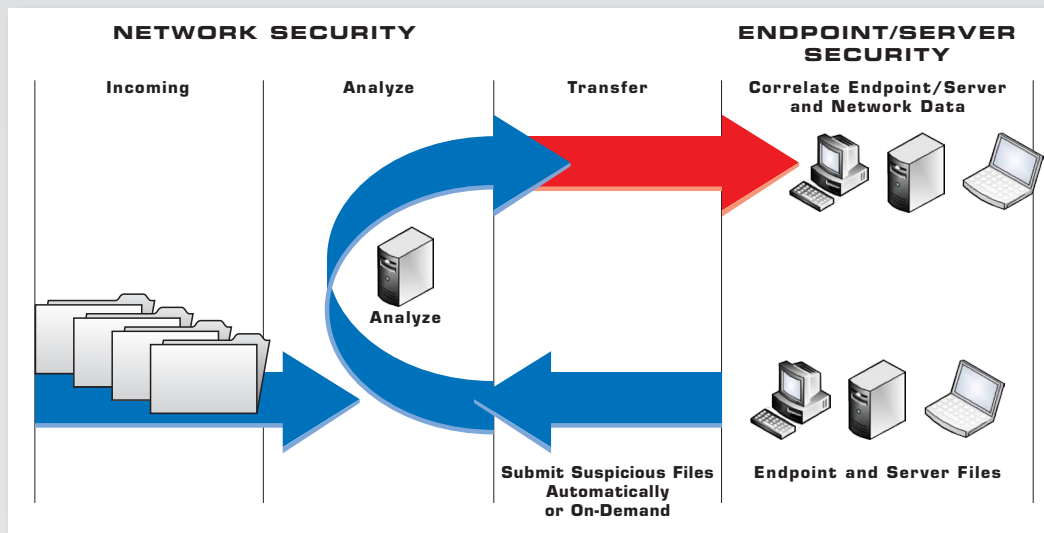 NETWORK SECURITY
ENDPOINT/SERVER
SECURITY
Incoming
Analyze
Transfer
Correlate Endpoint/Server
and Network Data
Analyze
Submit Suspicious Files
Automatically
or On-Demand
Endpoint and Server Files